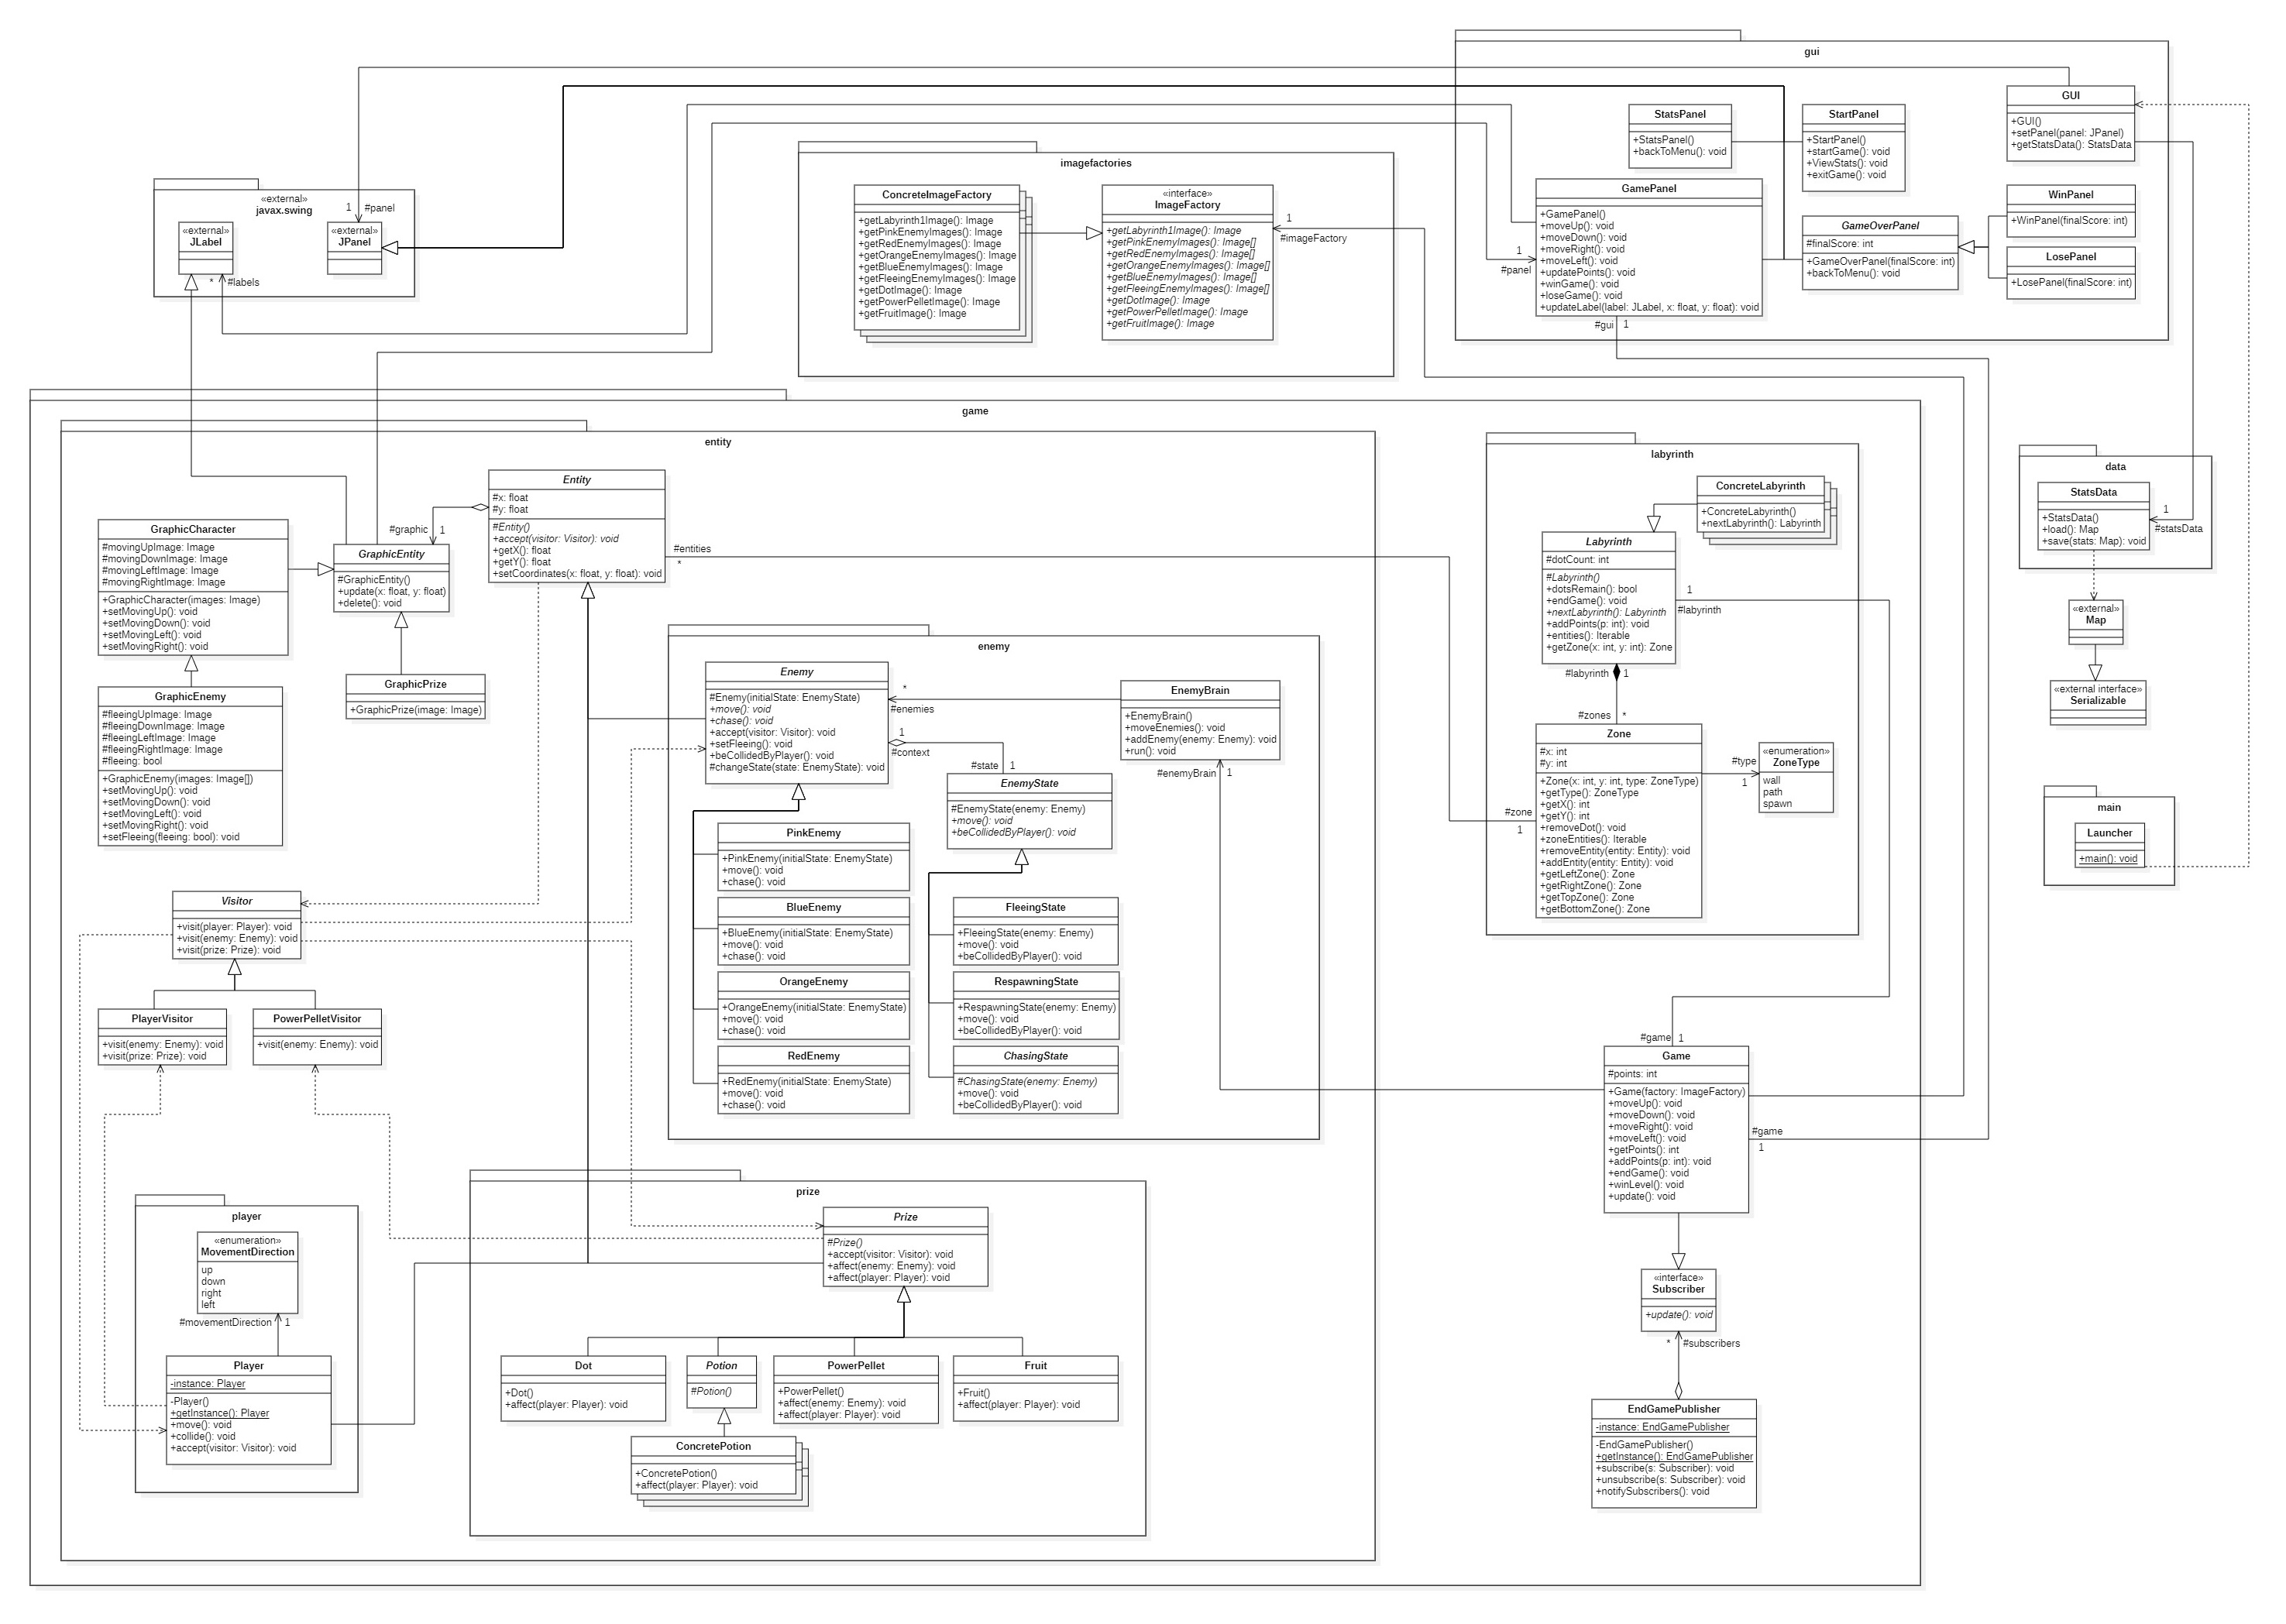 gui
GUI
+GUI()
+setPanel(panel: JPanel)
+getStatsData(): StatsData
StatsPanel
+StatsPanel()
+backToMenu(): void
StartPanel
+StartPanel()
+startGame(): void
+ViewStats(): void
+exitGame(): void
GamePanel
+GamePanel()
+moveUp(): void
+moveDown(): void
+moveRight(): void
+moveLeft(): void
+updatePoints(): void
+winGame(): void
+loseGame(): void
+updateLabel(label: JLabel, x: float, y: float): void
GameOverPanel
#finalScore: int
+GameOverPanel(finalScore: int)
+backToMenu(): void
WinPanel
+WinPanel(finalScore: int)
LosePanel
+LosePanel(finalScore: int)
1
#panel
#gui
1
imagefactories
ConcreteImageFactory
+getLabyrinth1Image(): Image
+getPinkEnemyImages(): Image
+getRedEnemyImages(): Image
+getOrangeEnemyImages(): Image
+getBlueEnemyImages(): Image
+getFleeingEnemyImages(): Image
+getDotImage(): Image
+getPowerPelletImage(): Image
+getFruitImage(): Image
«interface»
ImageFactory
+getLabyrinth1Image(): Image
+getPinkEnemyImages(): Image[]
+getRedEnemyImages(): Image[]
+getOrangeEnemyImages(): Image[]
+getBlueEnemyImages(): Image[]
+getFleeingEnemyImages(): Image[]
+getDotImage(): Image
+getPowerPelletImage(): Image
+getFruitImage(): Image
1
#imageFactory
«external»
javax.swing
«external»
JLabel
«external»
JPanel
1
#panel
*
#labels
game
entity
Entity
#x: float
#y: float
#Entity()
+accept(visitor: Visitor): void
+getX(): float
+getY(): float
+setCoordinates(x: float, y: float): void
#graphic
1
#entities
*
GraphicCharacter
#movingUpImage: Image
#movingDownImage: Image
#movingLeftImage: Image
#movingRightImage: Image
+GraphicCharacter(images: Image)
+setMovingUp(): void
+setMovingDown(): void
+setMovingLeft(): void
+setMovingRight(): void
GraphicEntity
#GraphicEntity()
+update(x: float, y: float)
+delete(): void
GraphicPrize
+GraphicPrize(image: Image)
GraphicEnemy
#fleeingUpImage: Image
#fleeingDownImage: Image
#fleeingLeftImage: Image
#fleeingRightImage: Image
#fleeing: bool
+GraphicEnemy(images: Image[])
+setMovingUp(): void
+setMovingDown(): void
+setMovingLeft(): void
+setMovingRight(): void
+setFleeing(fleeing: bool): void
Visitor
+visit(player: Player): void
+visit(enemy: Enemy): void
+visit(prize: Prize): void
PlayerVisitor
+visit(enemy: Enemy): void
+visit(prize: Prize): void
PowerPelletVisitor
+visit(enemy: Enemy): void
enemy
Enemy
#Enemy(initialState: EnemyState)
+move(): void
+chase(): void
+accept(visitor: Visitor): void
+setFleeing(): void
+beCollidedByPlayer(): void
#changeState(state: EnemyState): void
*
#enemies
1
#context
EnemyBrain
+EnemyBrain()
+moveEnemies(): void
+addEnemy(enemy: Enemy): void
+run(): void
#enemyBrain
1
#state
1
EnemyState
#EnemyState(enemy: Enemy)
+move(): void
+beCollidedByPlayer(): void
PinkEnemy
+PinkEnemy(initialState: EnemyState)
+move(): void
+chase(): void
BlueEnemy
+BlueEnemy(initialState: EnemyState)
+move(): void
+chase(): void
OrangeEnemy
+OrangeEnemy(initialState: EnemyState)
+move(): void
+chase(): void
RedEnemy
+RedEnemy(initialState: EnemyState)
+move(): void
+chase(): void
FleeingState
+FleeingState(enemy: Enemy)
+move(): void
+beCollidedByPlayer(): void
RespawningState
+RespawningState(enemy: Enemy)
+move(): void
+beCollidedByPlayer(): void
ChasingState
#ChasingState(enemy: Enemy)
+move(): void
+beCollidedByPlayer(): void
player
«enumeration»
MovementDirection
up
down
right
left
#movementDirection
1
Player
-instance: Player
-Player()
+getInstance(): Player
+move(): void
+collide(): void
+accept(visitor: Visitor): void
prize
Prize
#Prize()
+accept(visitor: Visitor): void
+affect(enemy: Enemy): void
+affect(player: Player): void
Dot
+Dot()
+affect(player: Player): void
Potion
#Potion()
PowerPellet
+PowerPellet()
+affect(enemy: Enemy): void
+affect(player: Player): void
Fruit
+Fruit()
+affect(player: Player): void
ConcretePotion
+ConcretePotion()
+affect(player: Player): void
labyrinth
ConcreteLabyrinth
+ConcreteLabyrinth()
+nextLabyrinth(): Labyrinth
Labyrinth
#dotCount: int
#Labyrinth()
+dotsRemain(): bool
+endGame(): void
+nextLabyrinth(): Labyrinth
+addPoints(p: int): void
+entities(): Iterable
+getZone(x: int, y: int): Zone
1
#labyrinth
#labyrinth
1
#zones
*
Zone
#x: int
#y: int
+Zone(x: int, y: int, type: ZoneType)
+getType(): ZoneType
+getX(): int
+getY(): int
+removeDot(): void
+zoneEntities(): Iterable
+removeEntity(entity: Entity): void
+addEntity(entity: Entity): void
+getLeftZone(): Zone
+getRightZone(): Zone
+getTopZone(): Zone
+getBottomZone(): Zone
#zone
1
#type
1
«enumeration»
ZoneType
wall
path
spawn
#game
1
Game
#points: int
+Game(factory: ImageFactory)
+moveUp(): void
+moveDown(): void
+moveRight(): void
+moveLeft(): void
+getPoints(): int
+addPoints(p: int): void
+endGame(): void
+winLevel(): void
+update(): void
#game
1
«interface»
Subscriber
+update(): void
*
#subscribers
EndGamePublisher
-instance: EndGamePublisher
-EndGamePublisher()
+getInstance(): EndGamePublisher
+subscribe(s: Subscriber): void
+unsubscribe(s: Subscriber): void
+notifySubscribers(): void
data
StatsData
+StatsData()
+load(): Map
+save(stats: Map): void
1
#statsData
«external»
Map
«external interface»
Serializable
main
Launcher
+main(): void